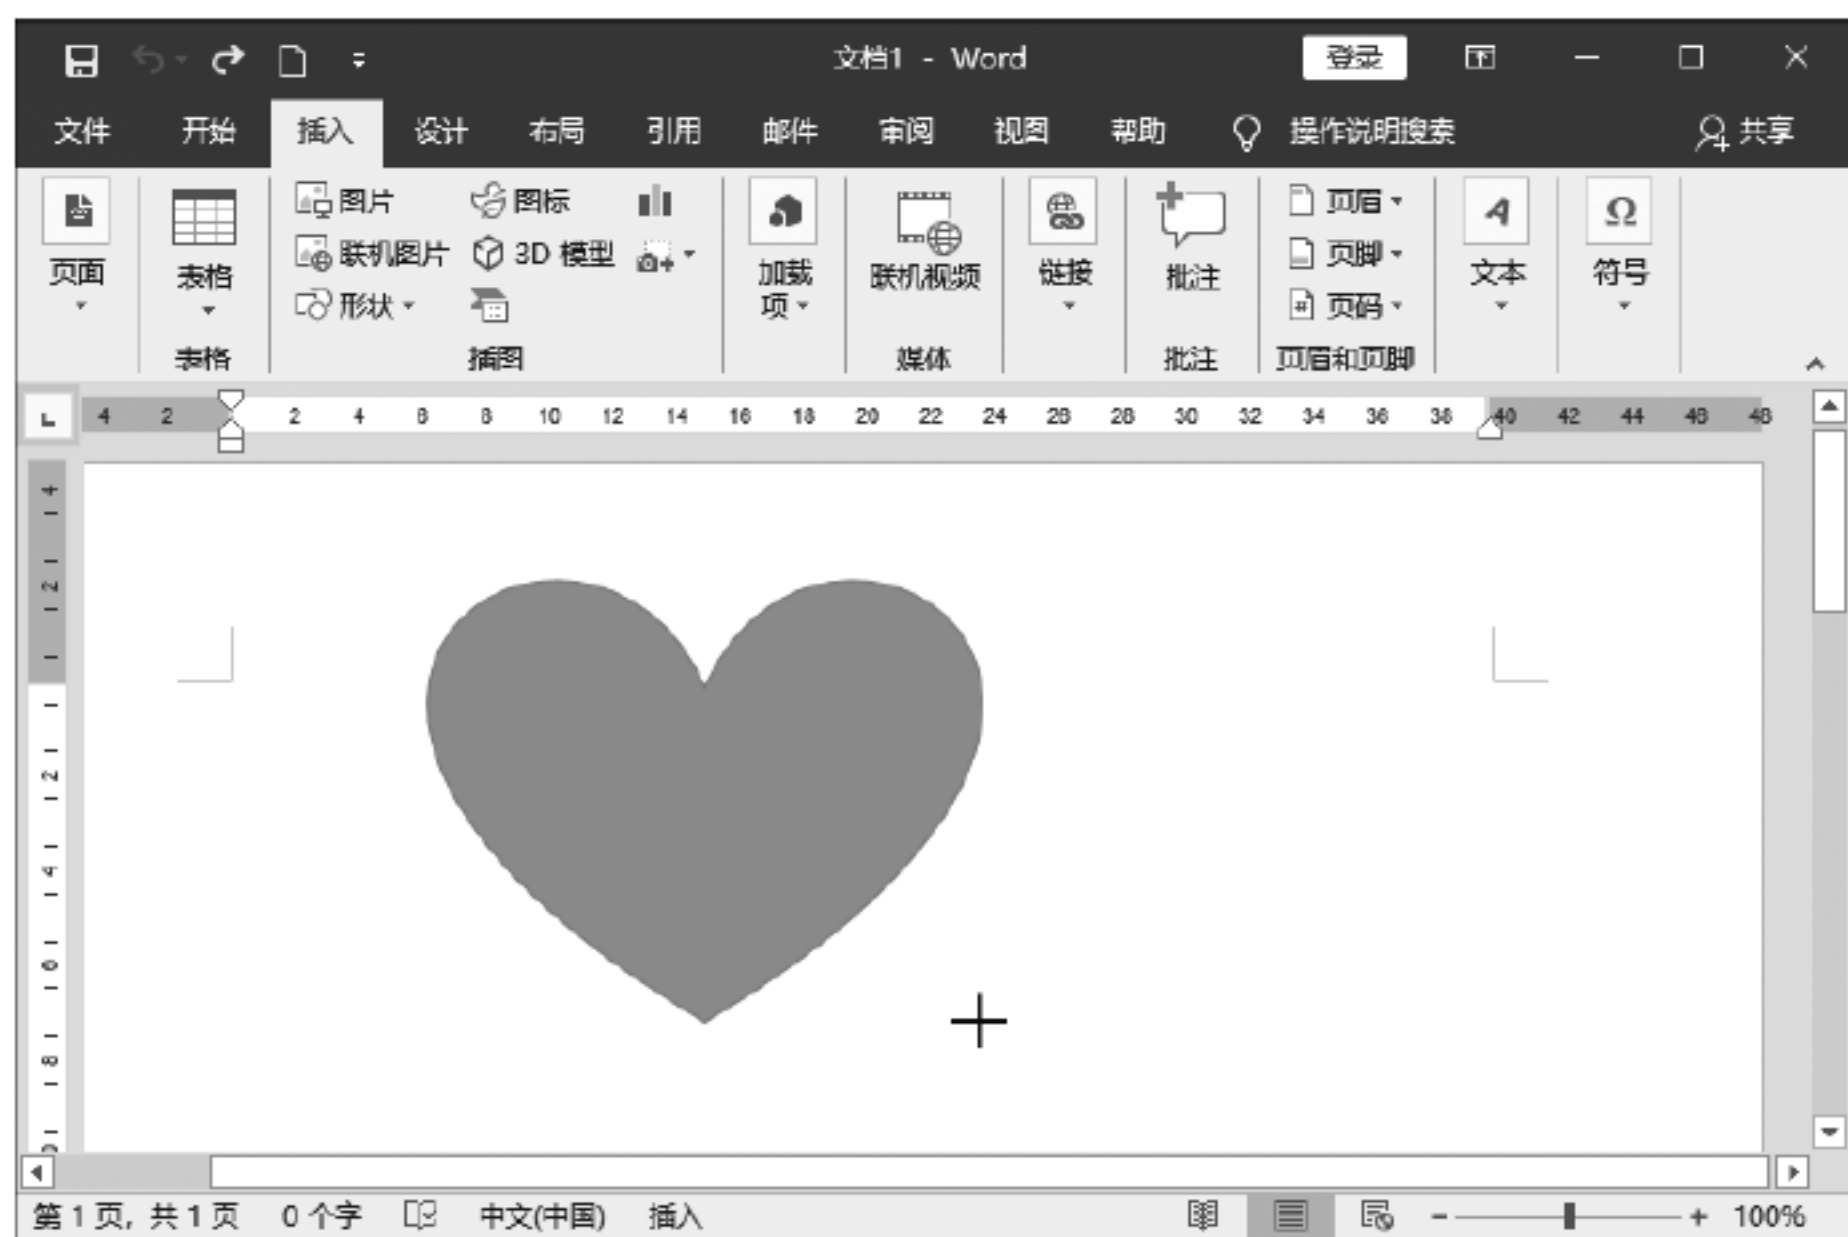 文档1 - Word 登录
文件 开始 插入 设计 布局 引用 邮件 审阅 视图 帮助 操作说明搜索 共享
页面
表格
图片
联机图片
形状
图标
3D 模型
加载
项
联机视频
链接
批注
页眉
页脚
页码
文本
符号
表格 插图 媒体 批注 页眉和页脚
4 2 2 4 6 8 10 12 14 16 18 20 22 24 26 28 30 32 34 36 38 40 42 44 46 48
4
2
2
4
6
8
第1页, 共1页 0个字 中文(中国) 插入 100%